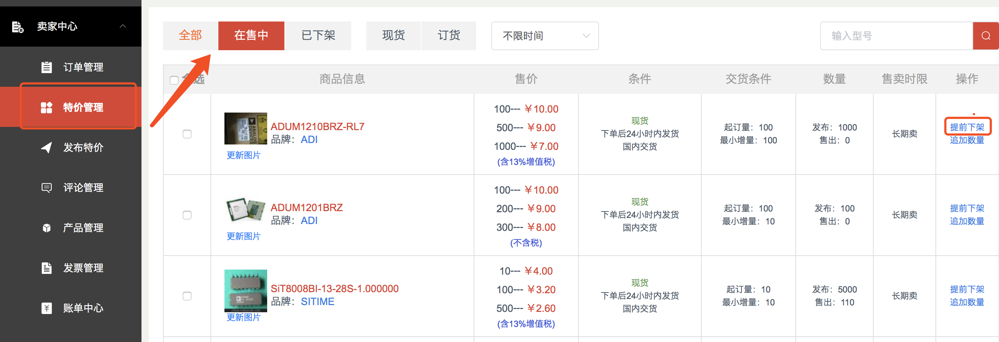 卖家中心
订单管理
特价管理
发布特价
评论管理
产品管理
发票管理
账单中心
全部 在售中 已下架 现货 订货 不限时间 输入型号
全选 商品信息 售价 条件 交货条件 数量 售卖时限 操作
ADUM1210BRZ-RL7
品牌：ADI
更新图片
100--- ￥10.00
500--- ￥9.00
1000--- ￥7.00
(含13%增值税)
现货
下单后24小时内发货
国内交货
起订量：100
最小增量：100
发布：1000
售出：0
长期卖
提前下架
追加数量
ADUM1201BRZ
品牌：ADI
更新图片
100--- ￥10.00
200--- ￥9.00
300--- ￥8.00
(不含税)
现货
下单后24小时内发货
国内交货
起订量：100
最小增量：10
发布：100
售出：0
长期卖
提前下架
追加数量
SiT8008BI-13-28S-1.000000
品牌：SITIME
更新图片
10--- ￥4.00
100--- ￥3.20
500--- ￥2.60
(含13%增值税)
现货
下单后24小时内发货
国内交货
起订量：10
最小增量：10
发布：5000
售出：110
长期卖
提前下架
追加数量